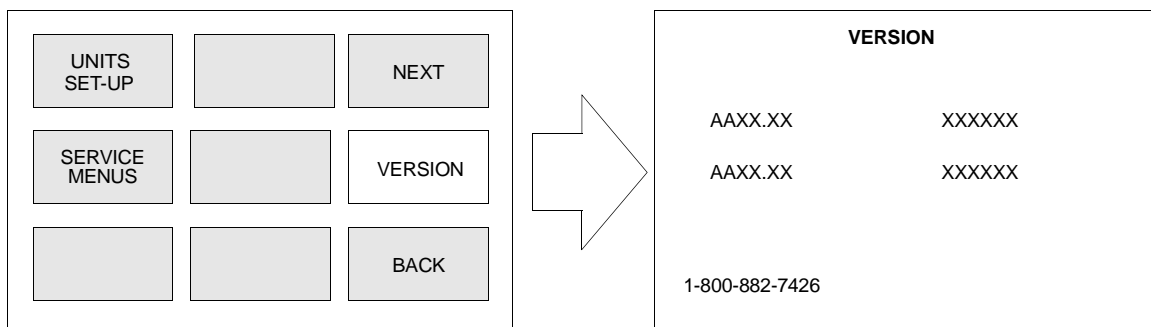 UNITS
SET-UP
NEXT
SERVICE
MENUS
VERSION
BACK
VERSION
AAXX.XX XXXXXX
AAXX.XX XXXXXX
1-800-882-7426